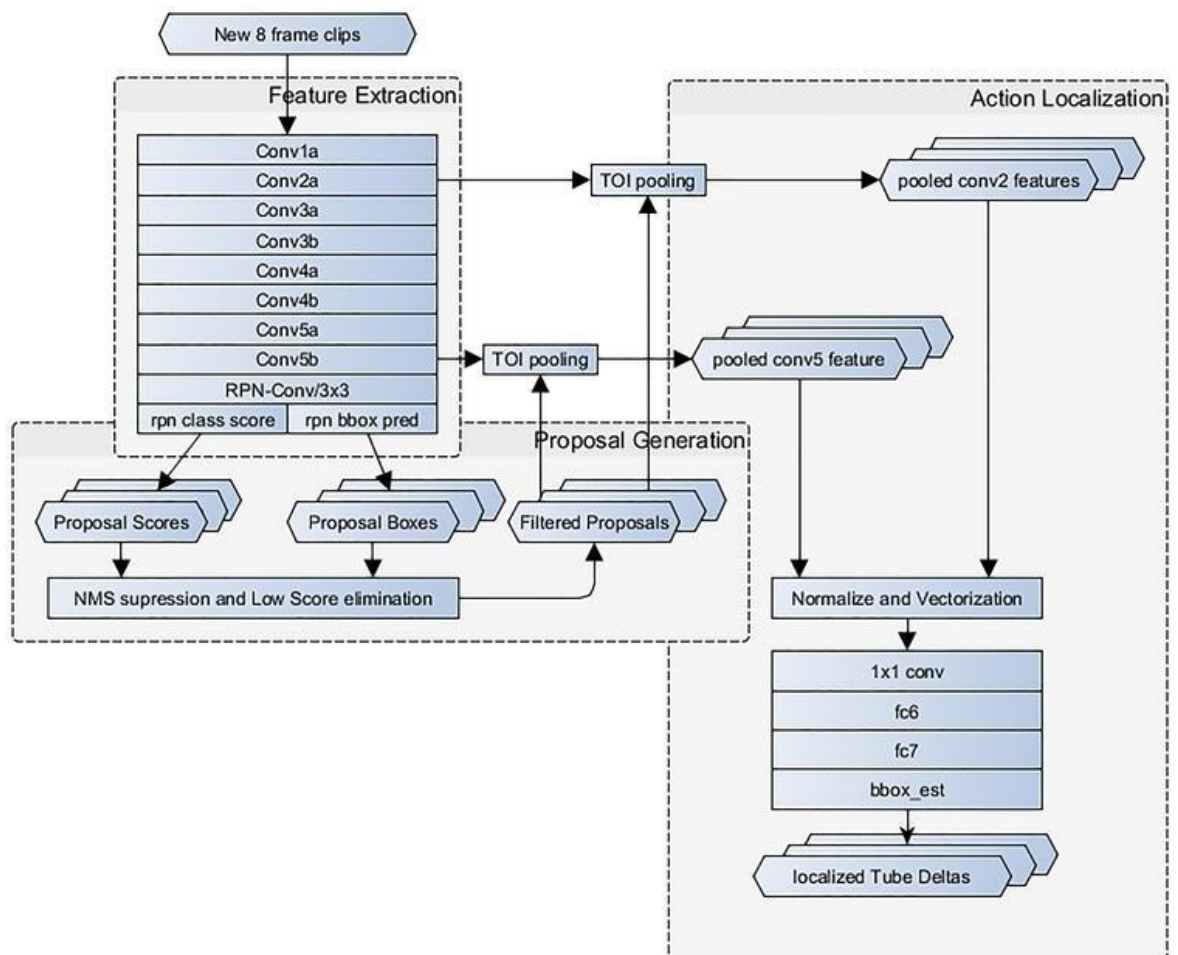 New 8 frame clips
Feature Extraction
Action Localization
Conv1a
Conv2a
TOI pooling
pooled conv2 features
Conv3a
Conv3b
Conv4a
Conv4b
Conv5a
Conv5b
TOI pooling
pooled conv5 feature
RPN-Conv/3x3
rpn class score
rpn bbox pred
Proposal Generation
Proposal Scores
Proposal Boxes
Filtered Proposals
NMS supression and Low Score elimination
Normalize and Vectorization
1x1 conv
fc6
fc7
bbox_est
localized Tube Deltas